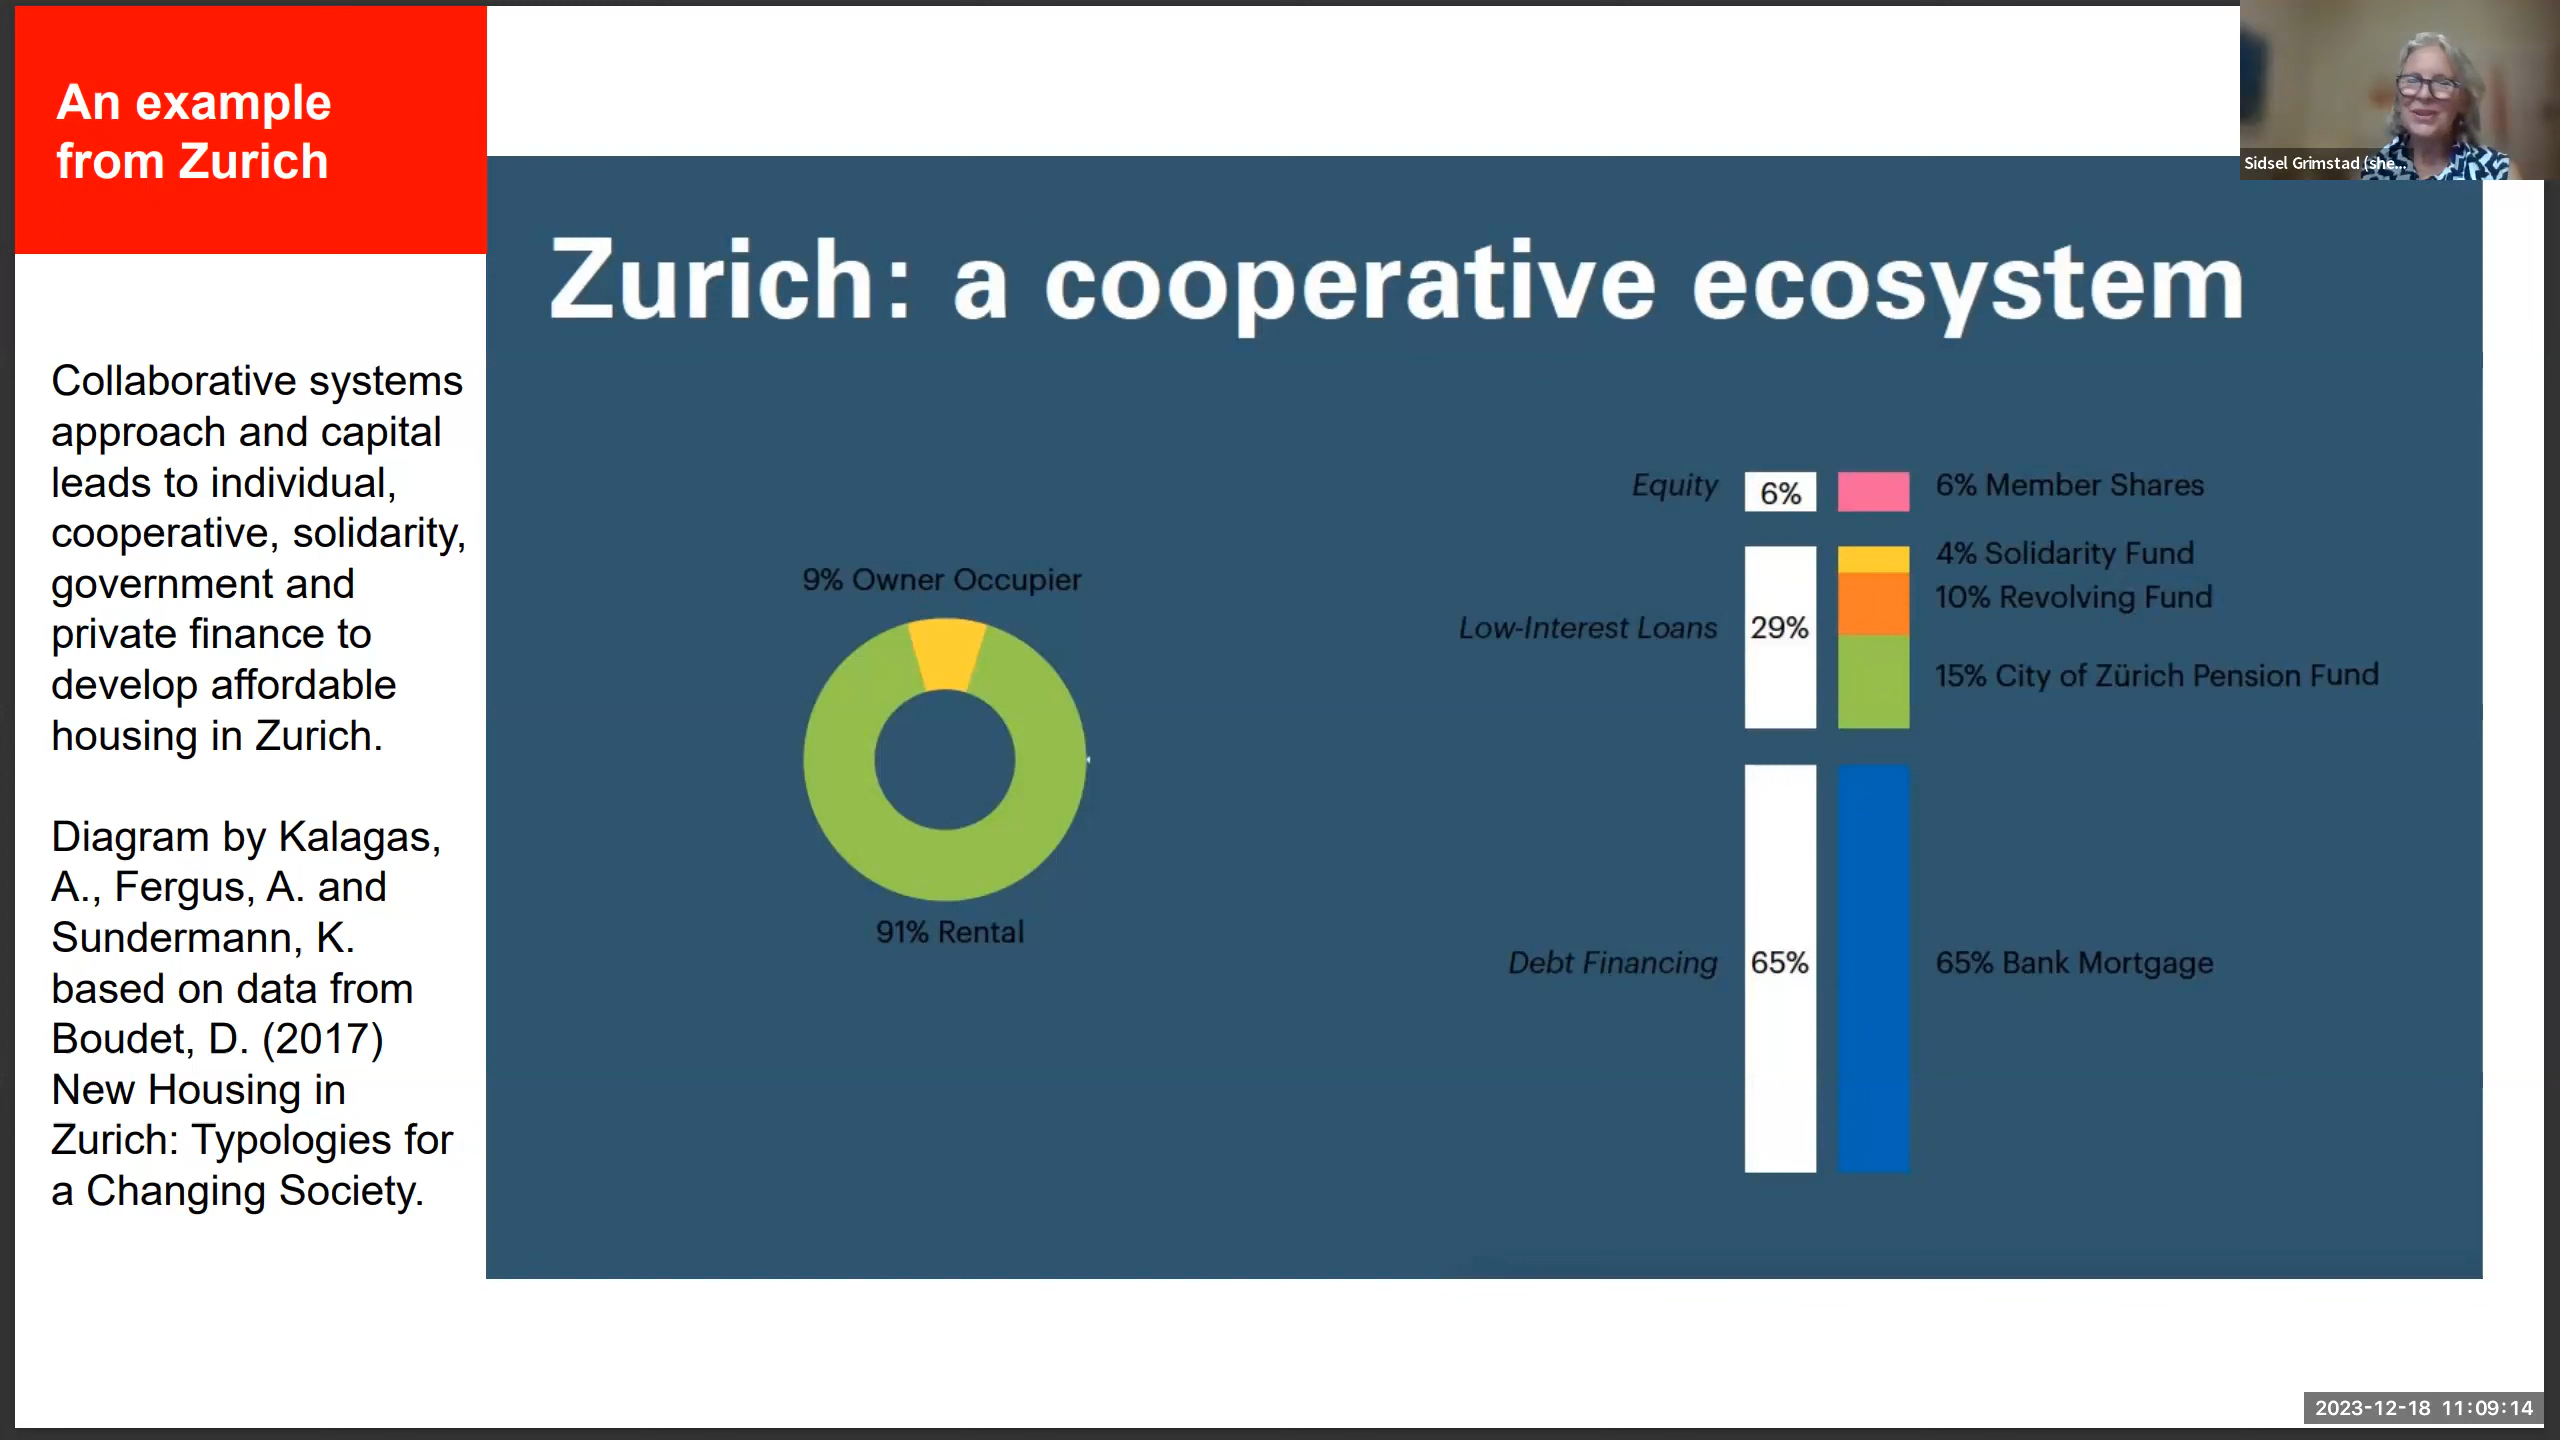 An example
from Zurich
Collaborative systems
approach and capital
leads to individual,
cooperative, solidarity,
government and
private finance to
develop affordable
housing in Zurich.
Diagram by Kalagas,
A., Fergus, A. and
Sundermann, K.
based on data from
Boudet, D. (2017)
New Housing in
Zurich: Typologies for
a Changing Society.
Zurich: a cooperative ecosystem
9% Owner Occupier
91% Rental
Equity 6% 6% Member Shares
4% Solidarity Fund
10% Revolving Fund
Low-Interest Loans 29%
15% City of Zürich Pension Fund
Debt Financing 65% 65% Bank Mortgage
Sidsel Grimstad (she...
2023-12-18 11:09:14